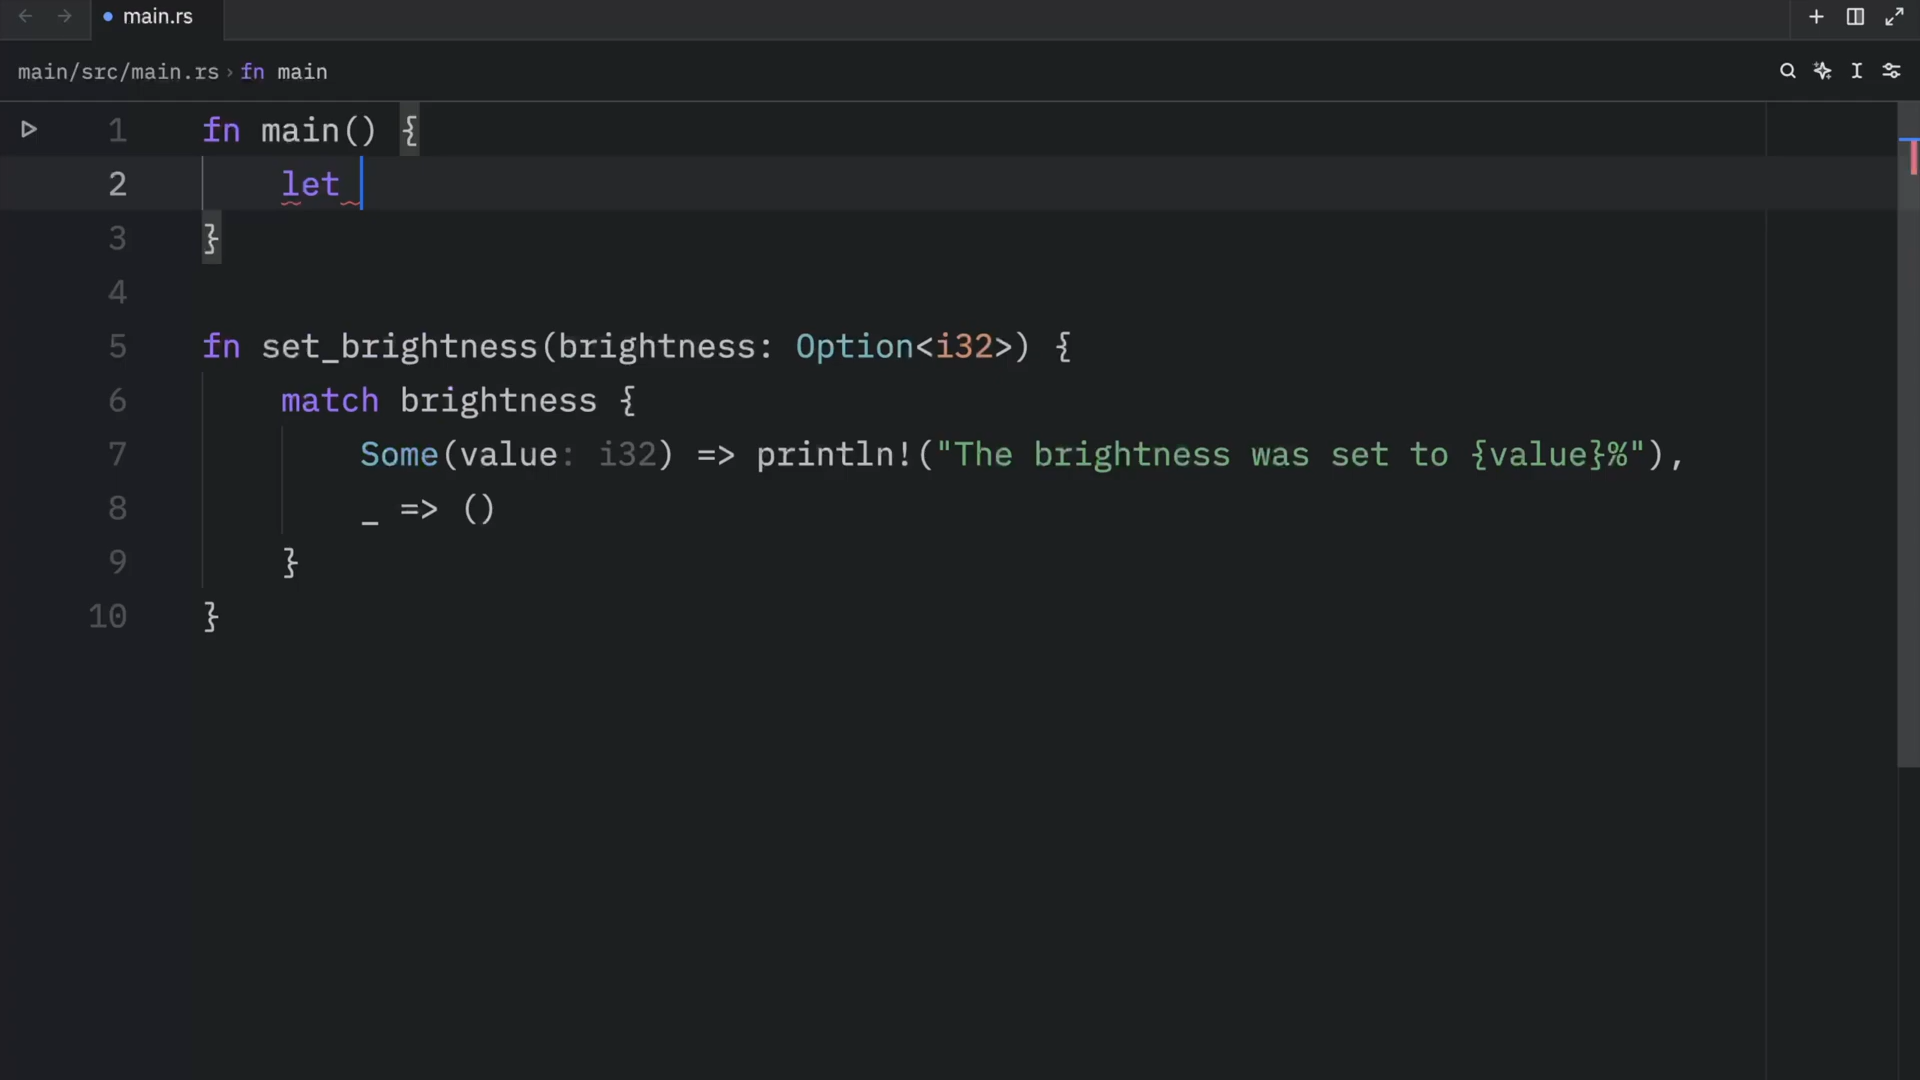 main.rs
main/src/main.rs › fn main
1 fn main() {
2 let
3 }
4
5 fn set_brightness(brightness: Option<i32>) {
6 match brightness {
7 Some(value: i32) => println!("The brightness was set to {value}%"),
8 _ => ()
9 }
10 }